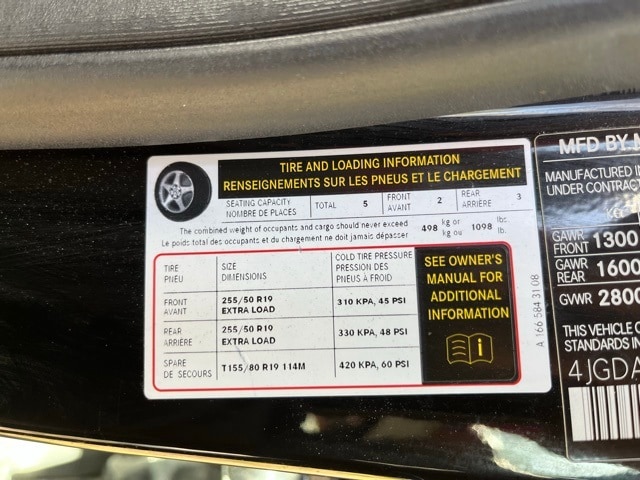 TIRE AND LOADING INFORMATION
RENSEIGNEMENTS SUR LES PNEUS ET LE CHARGEMENT
SEATING CAPACITY
NOMBRE DE PLACES
TOTAL 5
FRONT
AVANT
2
REAR
ARRIÈRE
3
The combined weight of occupants and cargo should never exceed
Le poids total des occupants et du chargement ne doit jamais dépasser
498 kg or
kg ou
1098 lbs.
lb.
TIRE
PNEU
SIZE
DIMENSIONS
COLD TIRE PRESSURE
PRESSION DES
PNEUS À FROID
FRONT
AVANT
255/50 R19
EXTRA LOAD
310 KPA, 45 PSI
REAR
ARRIÈRE
255/50 R19
EXTRA LOAD
330 KPA, 48 PSI
SPARE
DE SECOURS
T155/80 R19 114M
420 KPA, 60 PSI
SEE OWNER'S
MANUAL FOR
ADDITIONAL
INFORMATION
i
A 166 584 31 08
MFD BY M
MANUFACTURED IN
UNDER CONTRACT
GAWR
FRONT 1300
GAWR
REAR 1600
GVWR 2800
THIS VEHICLE C
STANDARDS IN
4JGDA